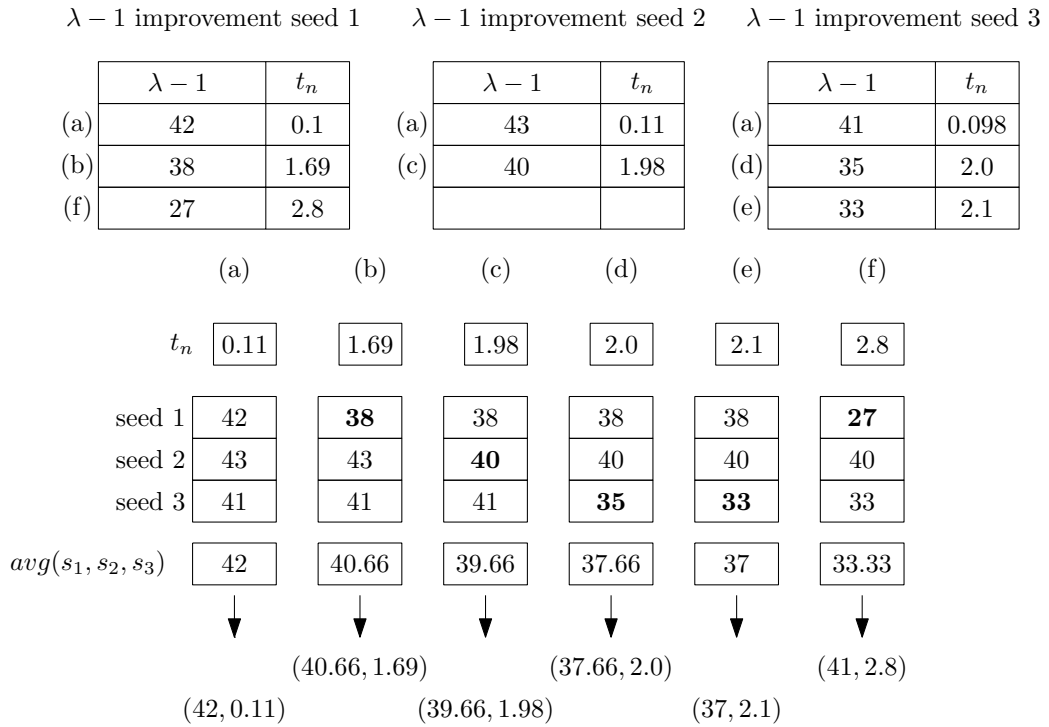 λ − 1 improvement seed 1 λ − 1 improvement seed 2 λ − 1 improvement seed 3
λ − 1 t_n λ − 1 t_n λ − 1 t_n
(a) 42 0.1 (a) 43 0.11 (a) 41 0.098
(b) 38 1.69 (c) 40 1.98 (d) 35 2.0
(f) 27 2.8 (e) 33 2.1
(a) (b) (c) (d) (e) (f)
t_n 0.11 1.69 1.98 2.0 2.1 2.8
seed 1 42 38 38 38 38 27
seed 2 43 43 40 40 40 40
seed 3 41 41 41 35 33 33
avg(s_1, s_2, s_3) 42 40.66 39.66 37.66 37 33.33
(40.66, 1.69) (37.66, 2.0) (41, 2.8)
(42, 0.11) (39.66, 1.98) (37, 2.1)